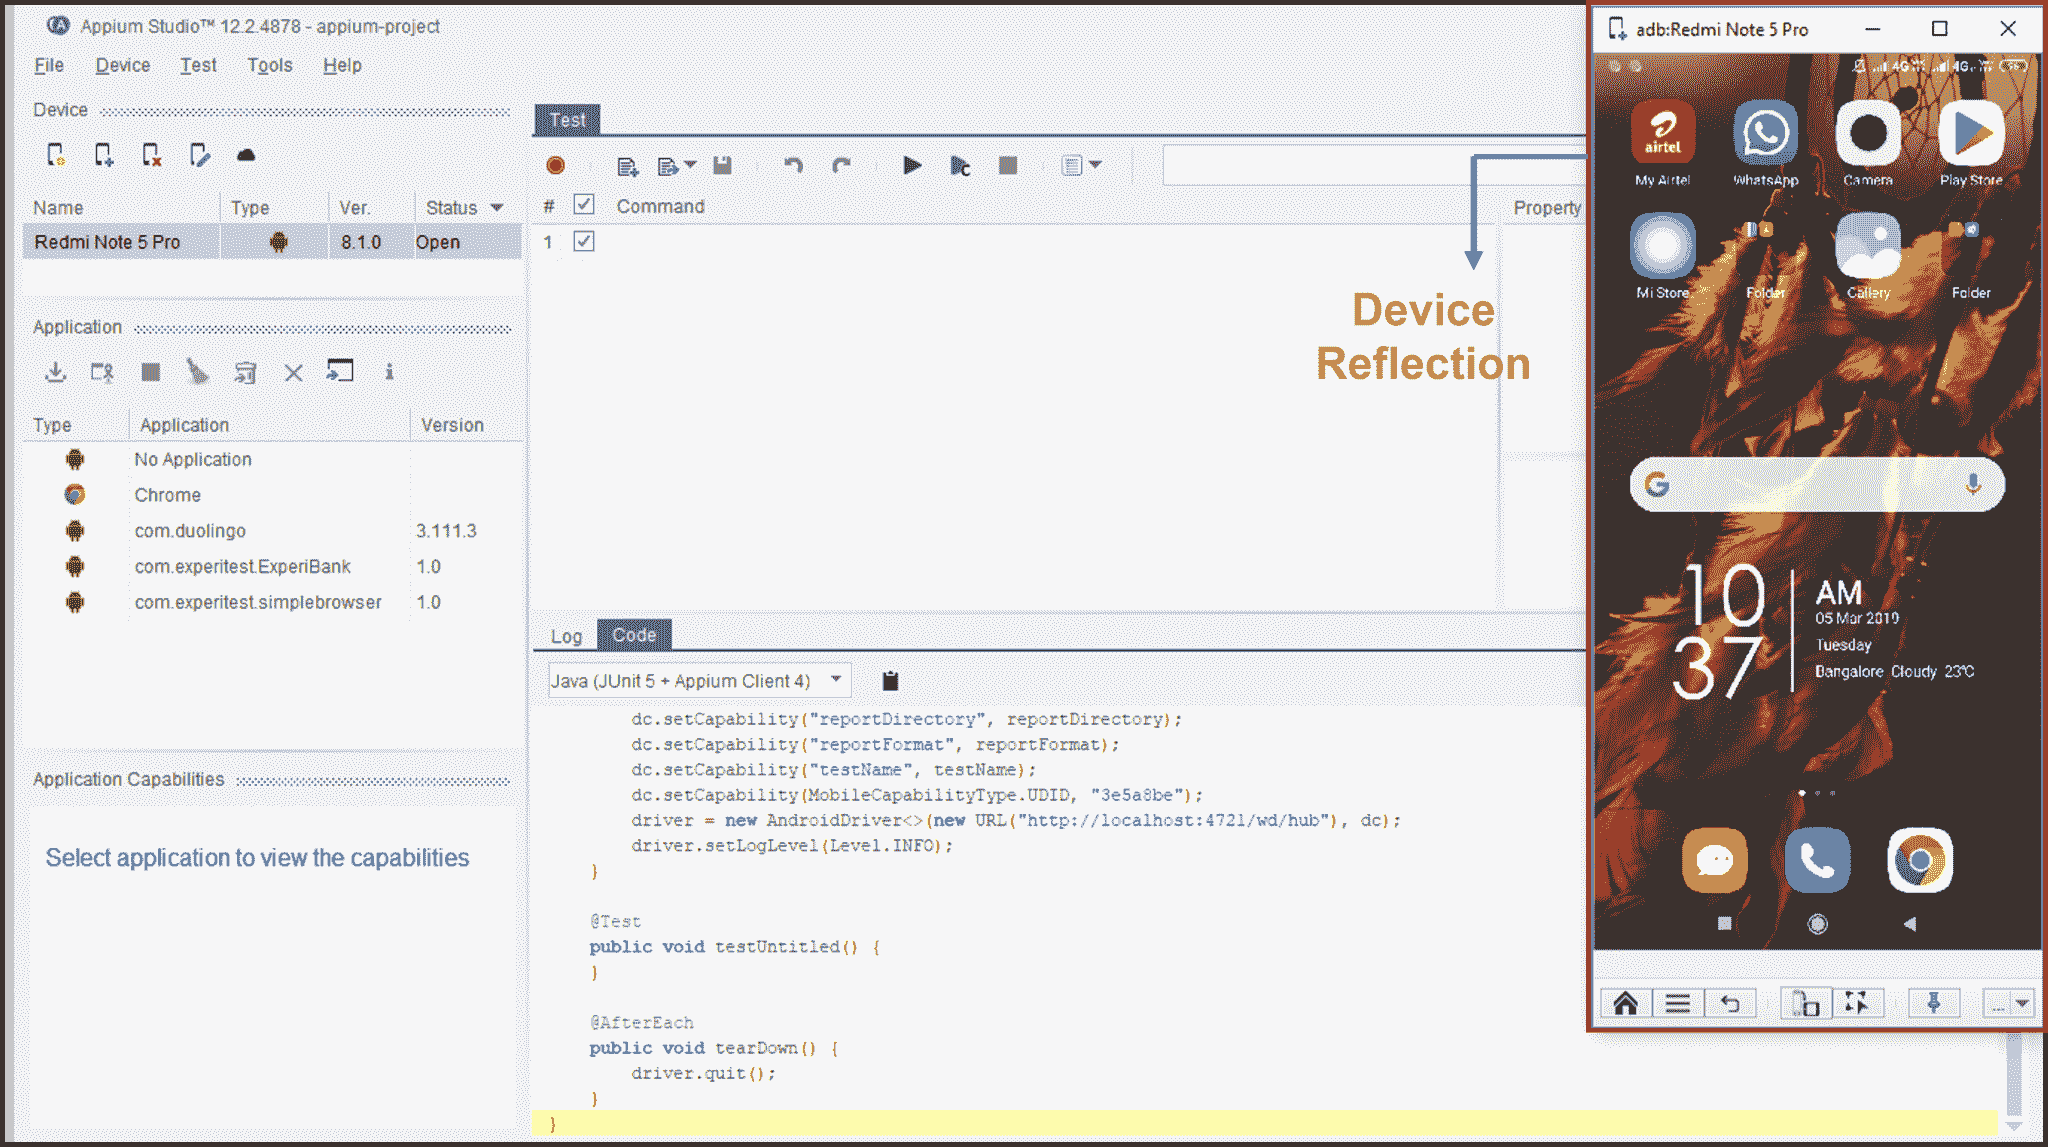 Appium Studio™ 12.2.4878 - appium-project
File Device Test Tools Help
Device
Name Type Ver. Status
Redmi Note 5 Pro 8.1.0 Open
Application
Type Application Version
No Application
Chrome
com.duolingo 3.111.3
com.experitest.ExperiBank 1.0
com.experitest.simplebrowser 1.0
Application Capabilities
Select application to view the capabilities
Test
# Command
Property
1
Device
Reflection
Log Code
Java (JUnit 5 + Appium Client 4)
dc.setCapability("reportDirectory", reportDirectory);
dc.setCapability("reportFormat", reportFormat);
dc.setCapability("testName", testName);
dc.setCapability(MobileCapabilityType.UDID, "3e5a8be");
driver = new AndroidDriver<>(new URL("http://localhost:4721/wd/hub"), dc);
driver.setLogLevel(Level.INFO);
}
@Test
public void testUntitled() {
}
@AfterEach
public void tearDown() {
driver.quit();
}
}
adb:Redmi Note 5 Pro
4G 4G
airtel
My Airtel WhatsApp Camera Play Store
Mi Store Folder Gallery Folder
10
37
AM
05 Mar 2019
Tuesday
Bangalore Cloudy 23°C
...